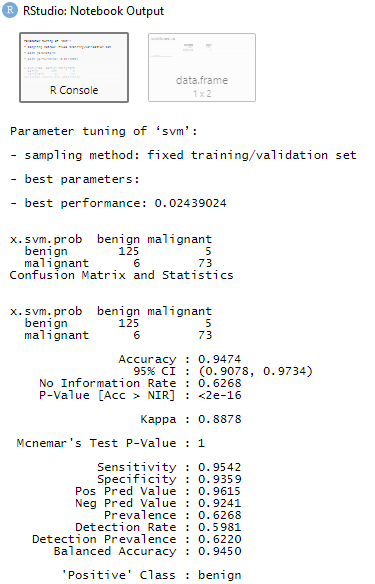 RStudio: Notebook Output
R Console
data.frame
1 x 2
Parameter tuning of ‘svm’:
- sampling method: fixed training/validation set
- best parameters:
- best performance: 0.02439024
x.svm.prob  benign malignant
benign       125         5
malignant      6        73
Confusion Matrix and Statistics
x.svm.prob  benign malignant
benign       125         5
malignant      6        73
Accuracy : 0.9474
95% CI : (0.9078, 0.9734)
No Information Rate : 0.6268
P-Value [Acc > NIR] : <2e-16
Kappa : 0.8878
Mcnemar's Test P-Value : 1
Sensitivity : 0.9542
Specificity : 0.9359
Pos Pred Value : 0.9615
Neg Pred Value : 0.9241
Prevalence : 0.6268
Detection Rate : 0.5981
Detection Prevalence : 0.6220
Balanced Accuracy : 0.9450
'Positive' Class : benign